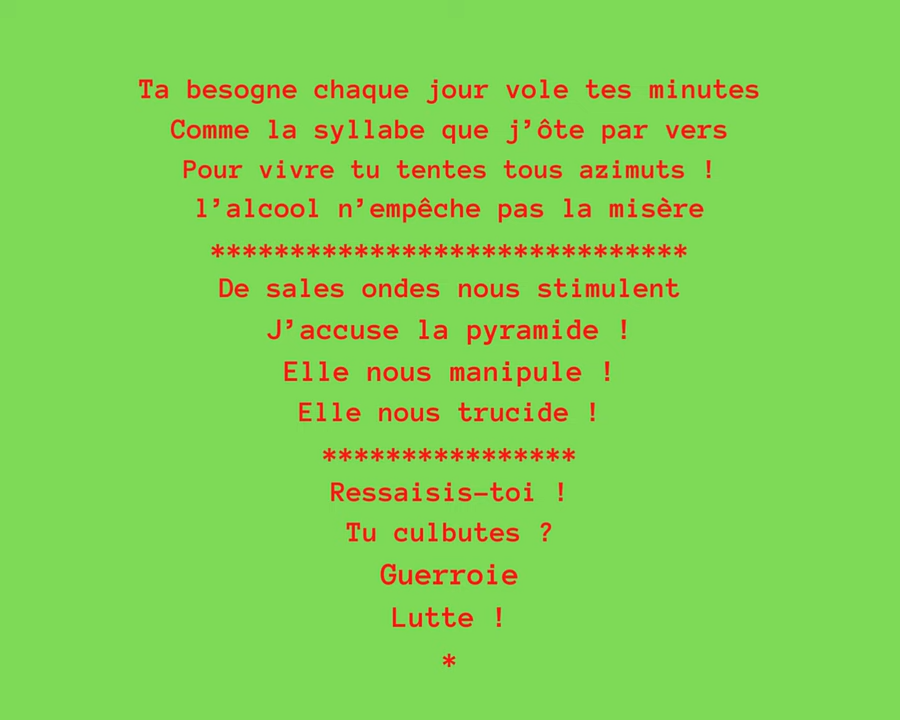 Ta besogne chaque jour vole tes minutes
Comme la syllabe que j’ôte par vers
Pour vivre tu tentes tous azimuts !
l’alcool n’empêche pas la misère
******************************
De sales ondes nous stimulent
J’accuse la pyramide !
Elle nous manipule !
Elle nous trucide !
****************
Ressaisis-toi !
Tu culbutes ?
Guerroie
Lutte !
*